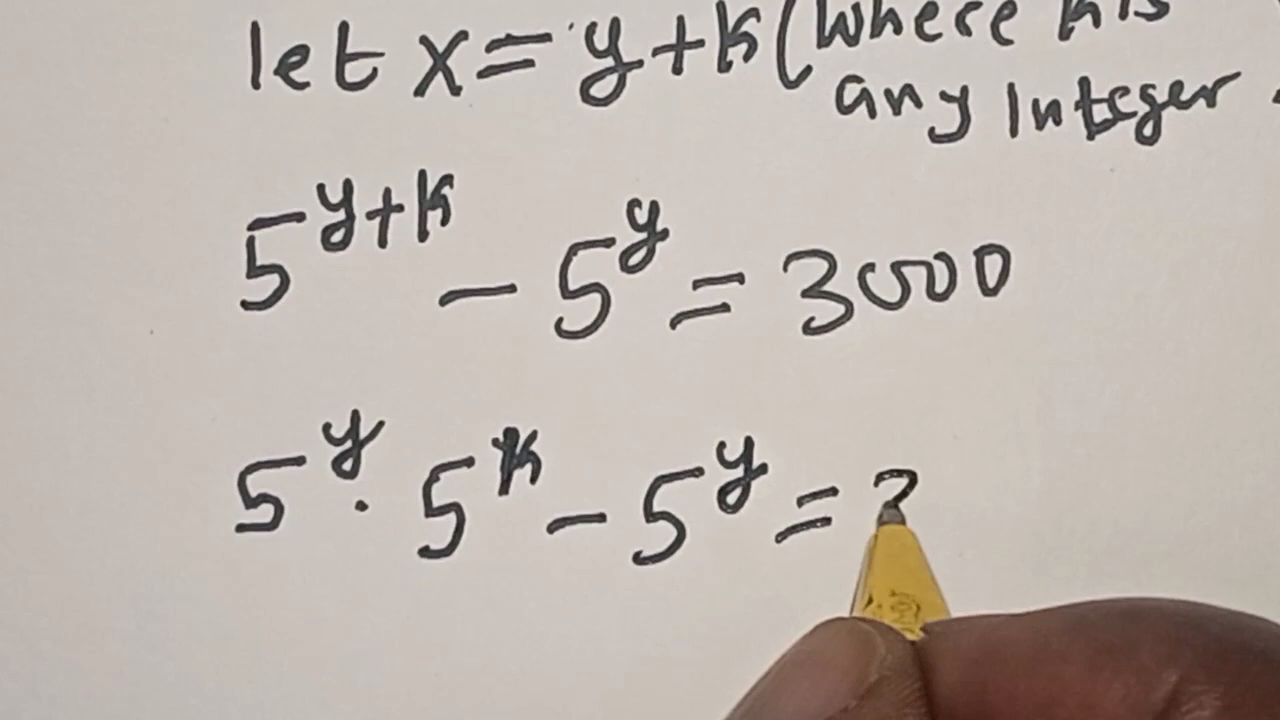 let x = y + k (where k is
any Integer
5^{y+k} - 5^y = 3000
5^y . 5^k - 5^y =